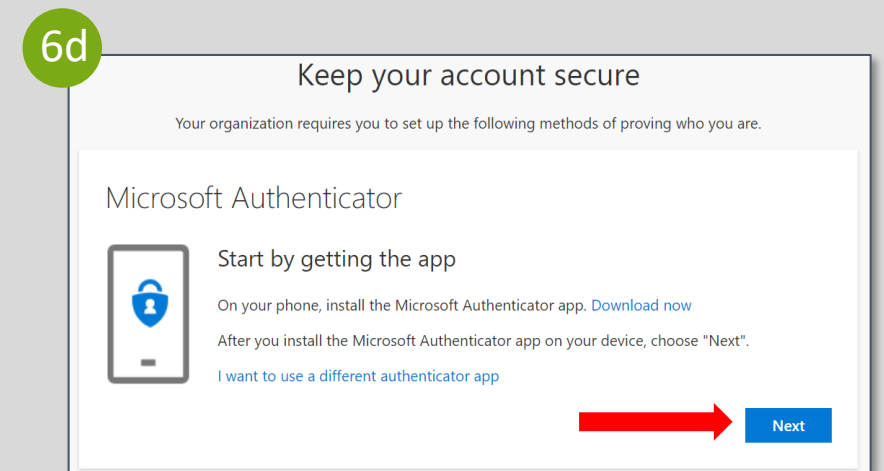 6d
Keep your account secure
Your organization requires you to set up the following methods of proving who you are.
Microsoft Authenticator
Start by getting the app
On your phone, install the Microsoft Authenticator app. Download now
After you install the Microsoft Authenticator app on your device, choose "Next".
I want to use a different authenticator app
Next